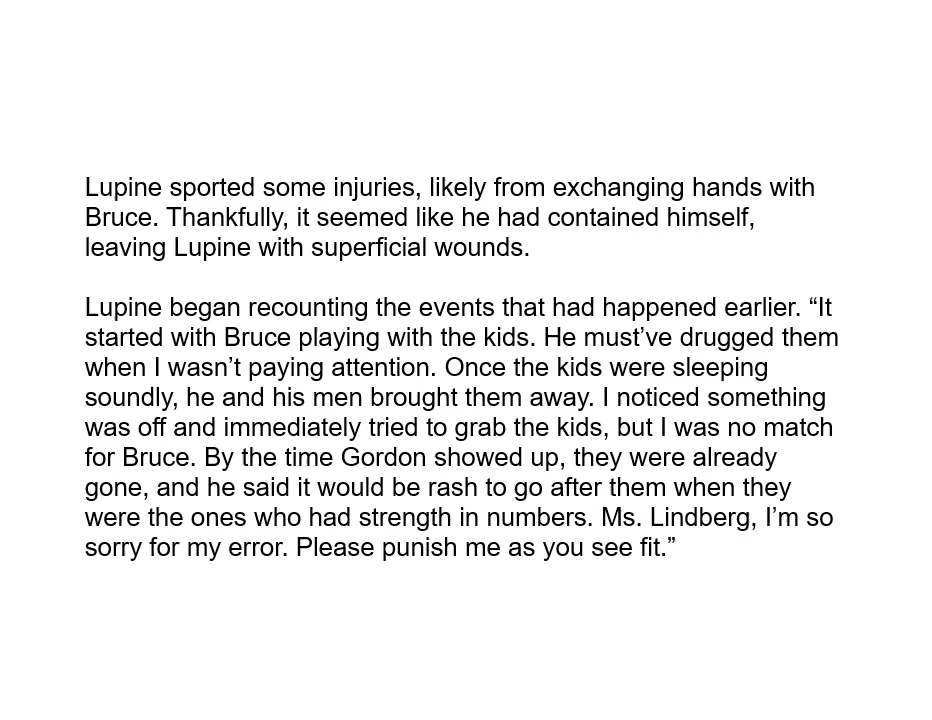 Lupine sported some injuries, likely from exchanging hands with
Bruce. Thankfully, it seemed like he had contained himself,
leaving Lupine with superficial wounds.
Lupine began recounting the events that had happened earlier. “It
started with Bruce playing with the kids. He must’ve drugged them
when I wasn’t paying attention. Once the kids were sleeping
soundly, he and his men brought them away. I noticed something
was off and immediately tried to grab the kids, but I was no match
for Bruce. By the time Gordon showed up, they were already
gone, and he said it would be rash to go after them when they
were the ones who had strength in numbers. Ms. Lindberg, I’m so
sorry for my error. Please punish me as you see fit.”